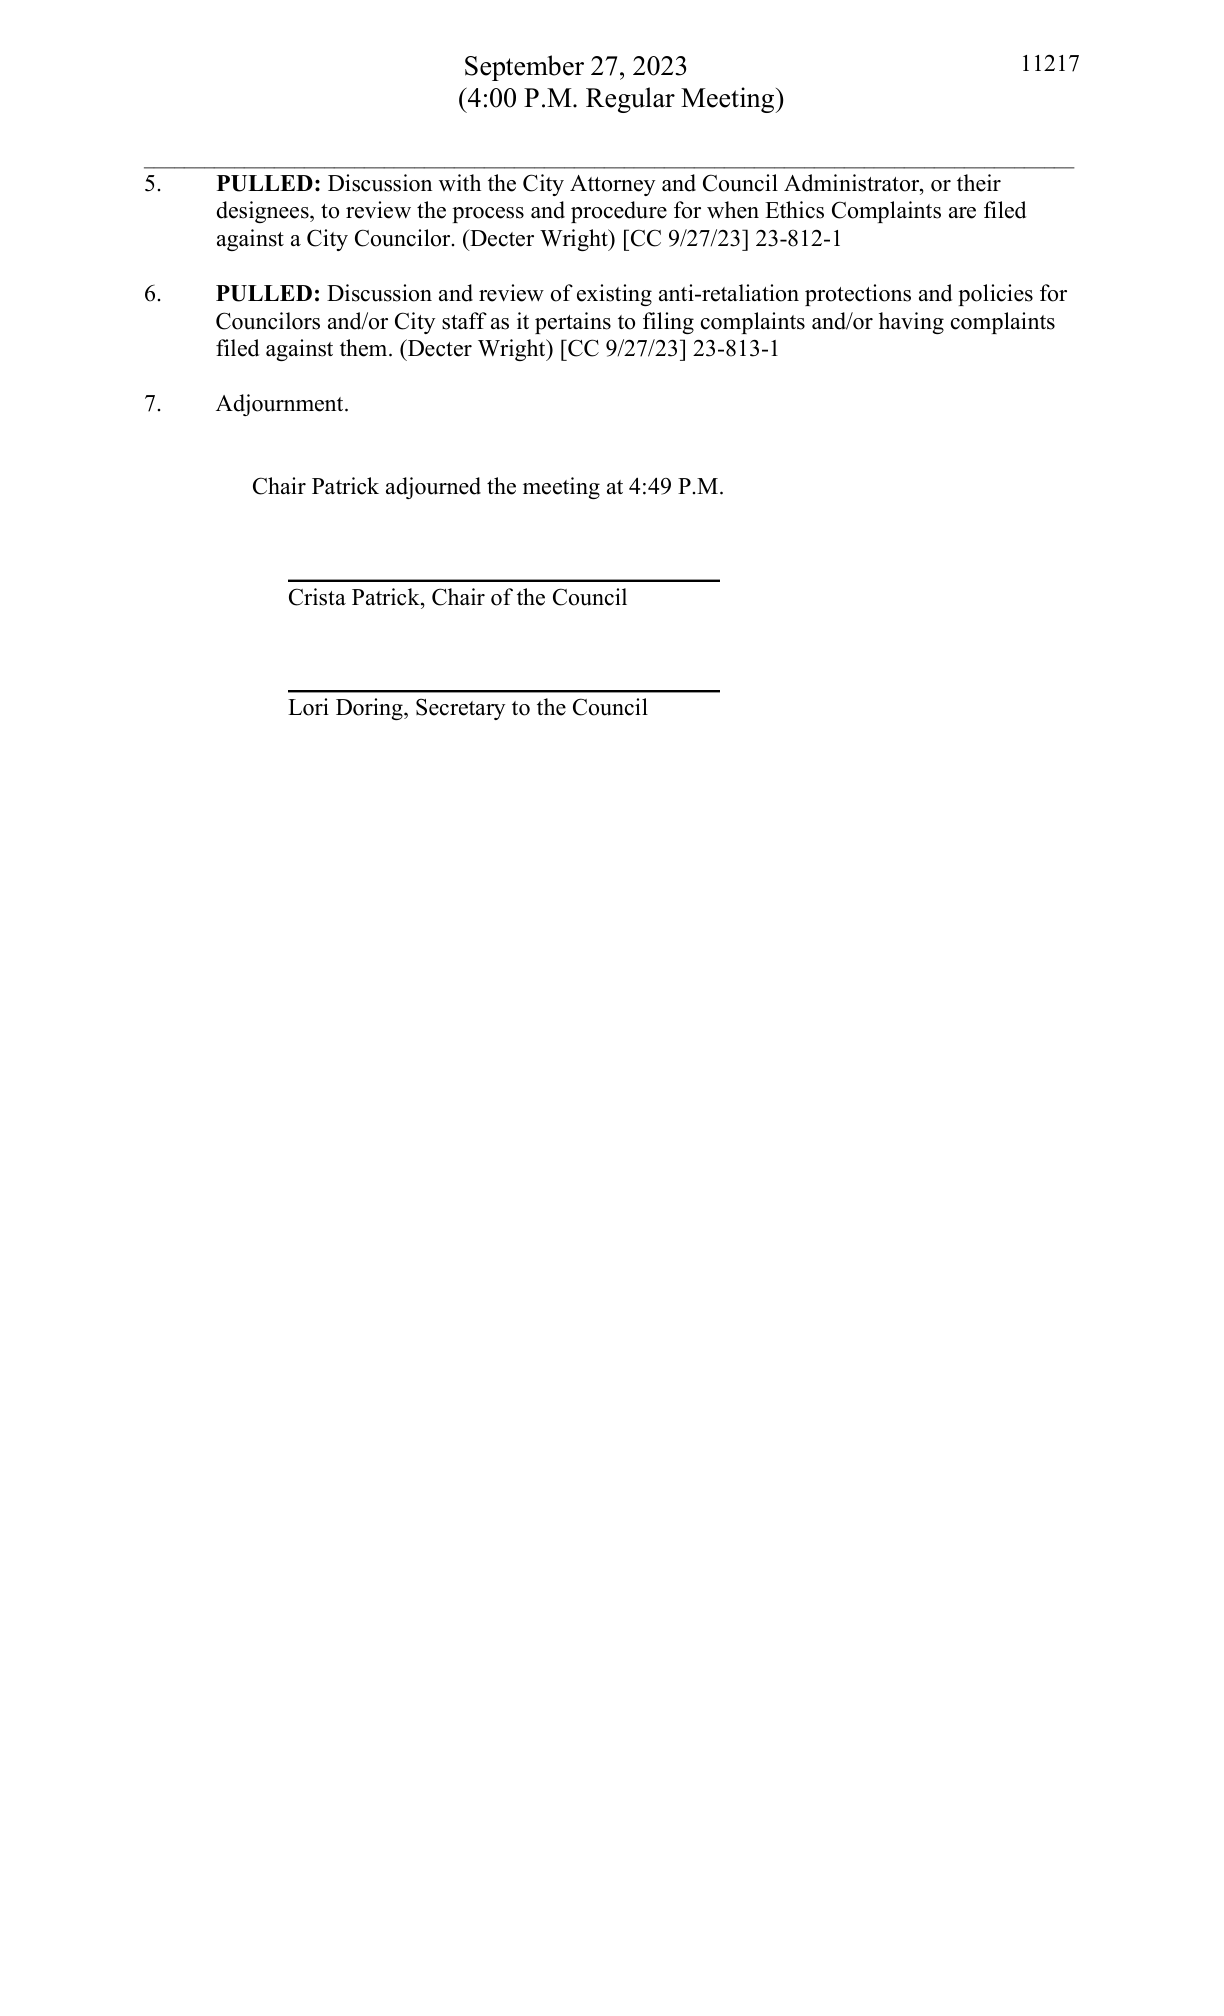 September 27, 2023
11217
(4:00 P.M. Regular Meeting)
5. PULLED: Discussion with the City Attorney and Council Administrator, or their
designees, to review the process and procedure for when Ethics Complaints are filed
against a City Councilor. (Decter Wright) [CC 9/27/23] 23-812-1
6. PULLED: Discussion and review of existing anti-retaliation protections and policies for
Councilors and/or City staff as it pertains to filing complaints and/or having complaints
filed against them. (Decter Wright) [CC 9/27/23] 23-813-1
7. Adjournment.
Chair Patrick adjourned the meeting at 4:49 P.M.
Crista Patrick, Chair of the Council
Lori Doring, Secretary to the Council